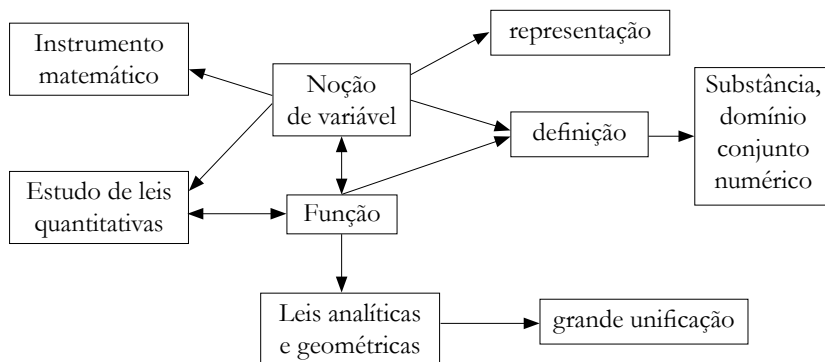 Instrumento
matemático
Noção
de variável
representação
definição
Substância,
domínio
conjunto
numérico
Estudo de leis
quantitativas
Função
Leis analíticas
e geométricas
grande unificação